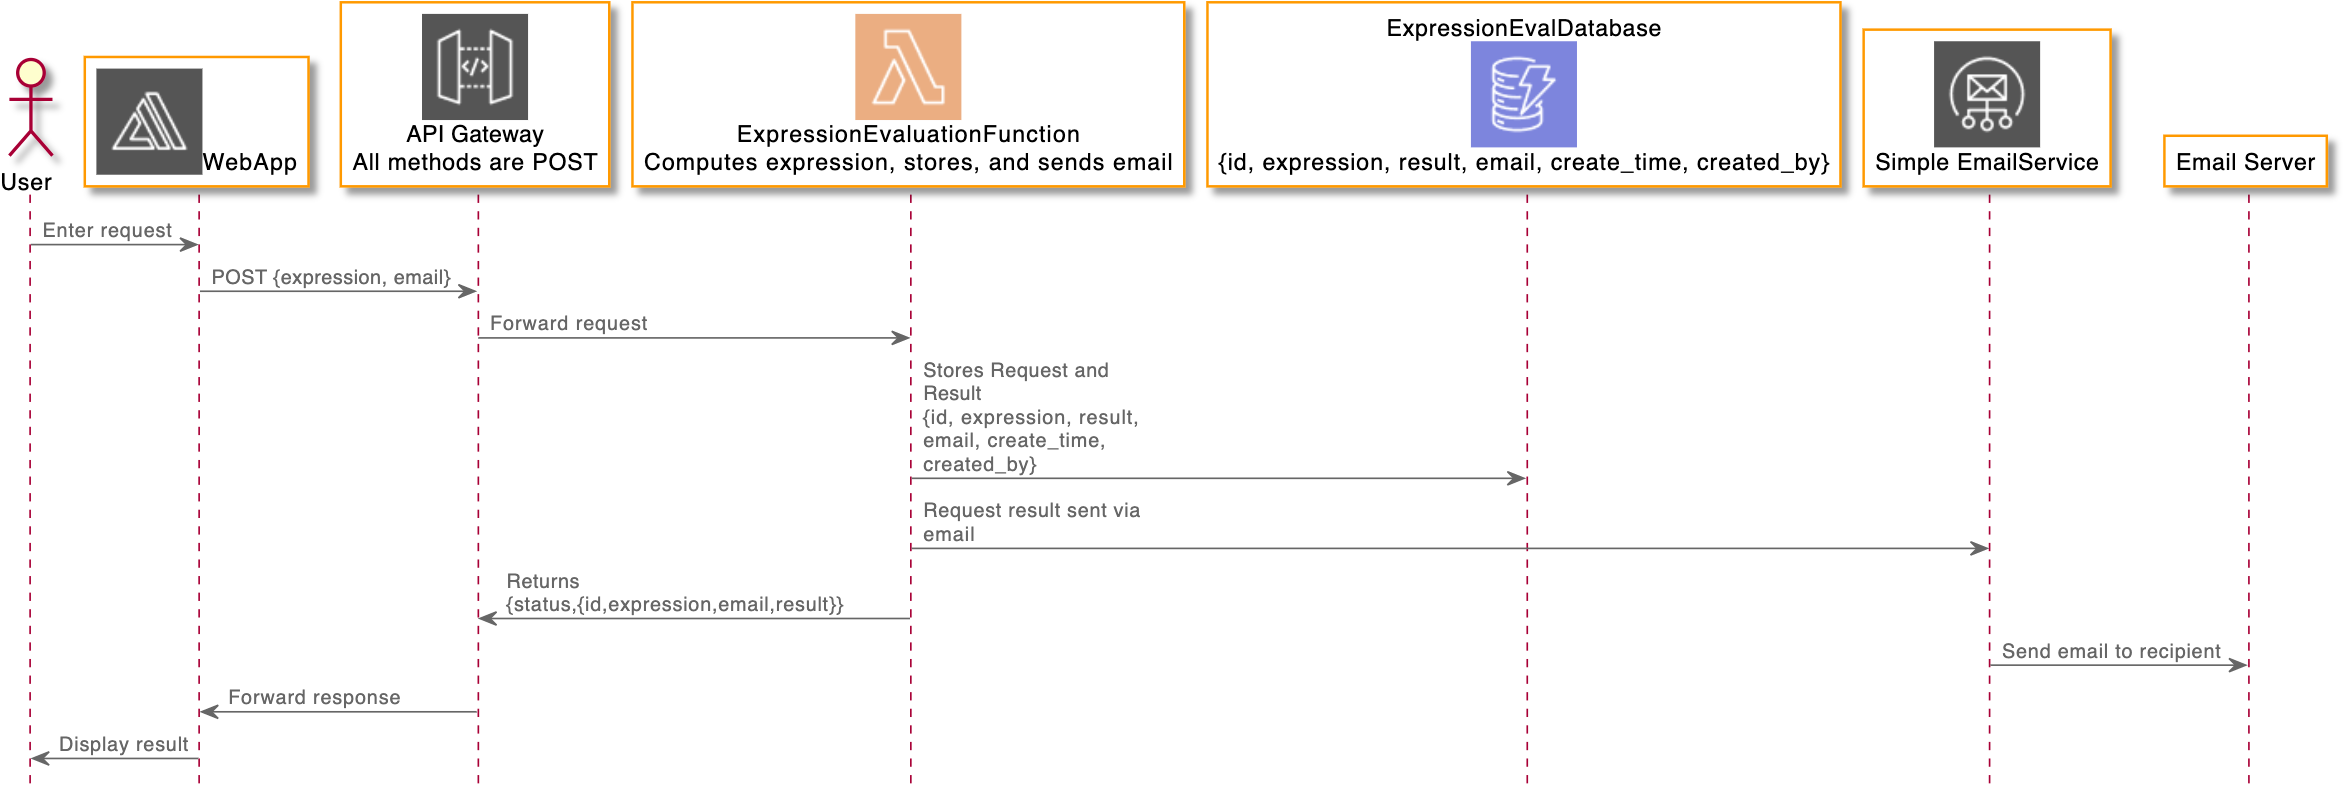 User
WebApp
API Gateway
All methods are POST
</>
ExpressionEvaluationFunction
Computes expression, stores, and sends email
ExpressionEvalDatabase
{id, expression, result, email, create_time, created_by}
Simple EmailService
Email Server
Enter request
POST {expression, email}
Forward request
Stores Request and
Result
{id, expression, result,
email, create_time,
created_by}
Request result sent via
email
Returns
{status,{id,expression,email,result}}
Send email to recipient
Forward response
Display result